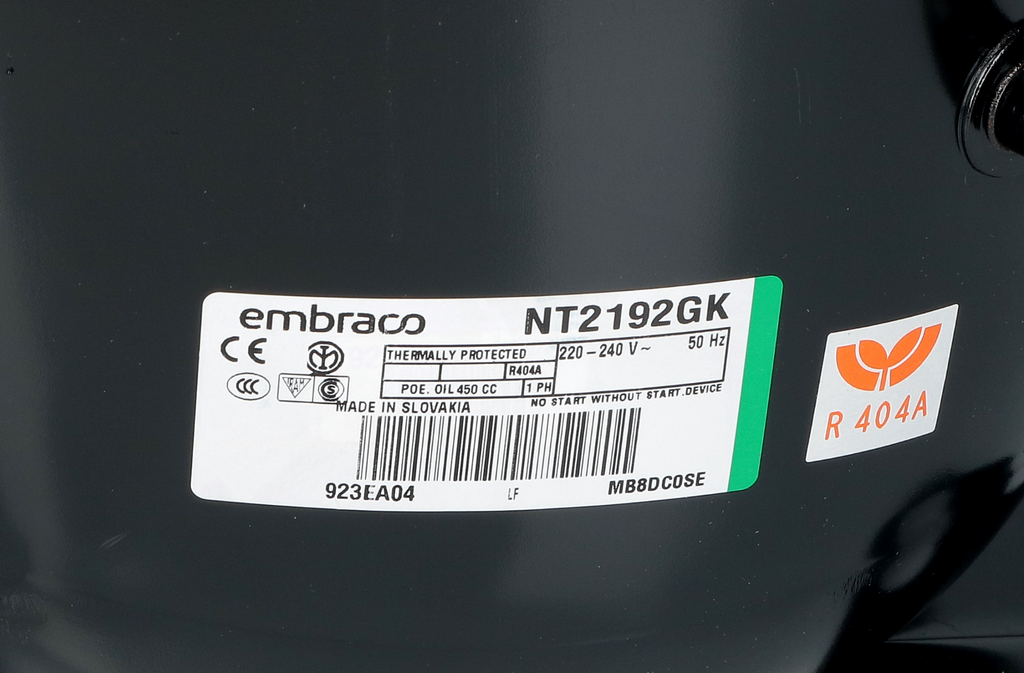 embraco NT2192GK
CE
THERMALLY PROTECTED
220-240 V~ 50 Hz
R404A
POE. OIL 450 CC 1 PH
CCC
S
NO START WITHOUT START.DEVICE
MADE IN SLOVAKIA
923EA04 LF MB8DC0SE
R 404A